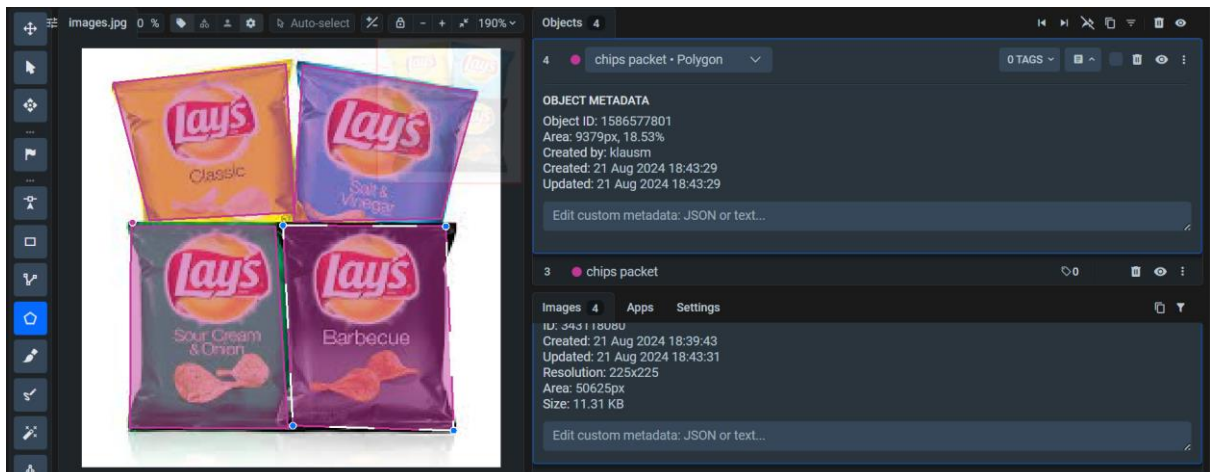 images.jpg 0 % Auto-select 190%
Objects 4
4 chips packet • Polygon 0 TAGS
OBJECT METADATA
Object ID: 1586577801
Area: 9379px, 18.53%
Created by: klausm
Created: 21 Aug 2024 18:43:29
Updated: 21 Aug 2024 18:43:29
Edit custom metadata: JSON or text...
3 chips packet 0
Images 4 Apps Settings
ID: 343118080
Created: 21 Aug 2024 18:39:43
Updated: 21 Aug 2024 18:43:31
Resolution: 225x225
Area: 50625px
Size: 11.31 KB
Edit custom metadata: JSON or text...
Lay's
Classic
Lay's
Salt &
Vinegar
Lay's
Sour Cream
& Onion
Lay's
Barbecue